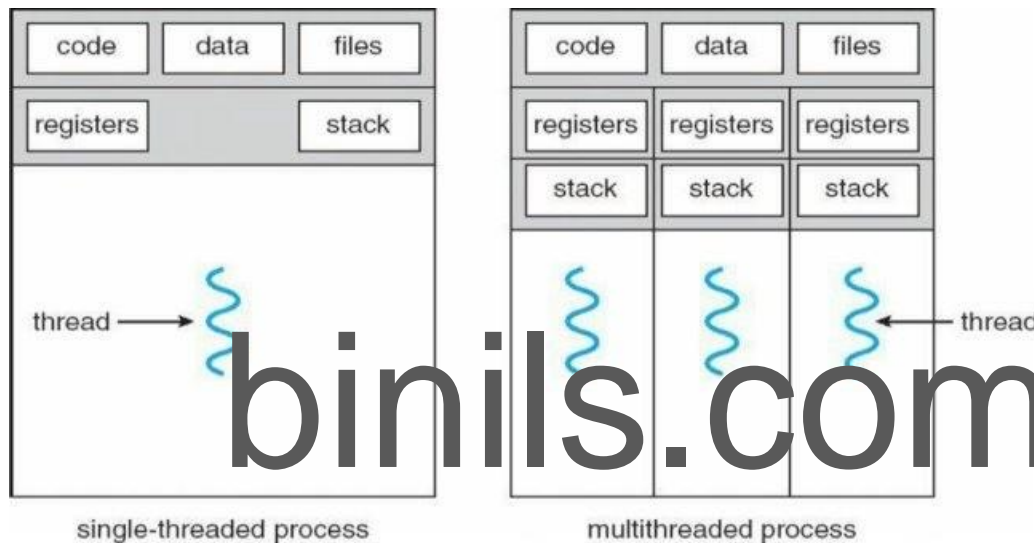 code data files
registers stack
thread
single-threaded process
code data files
registers registers registers
stack stack stack
thread
multithreaded process
binils.com